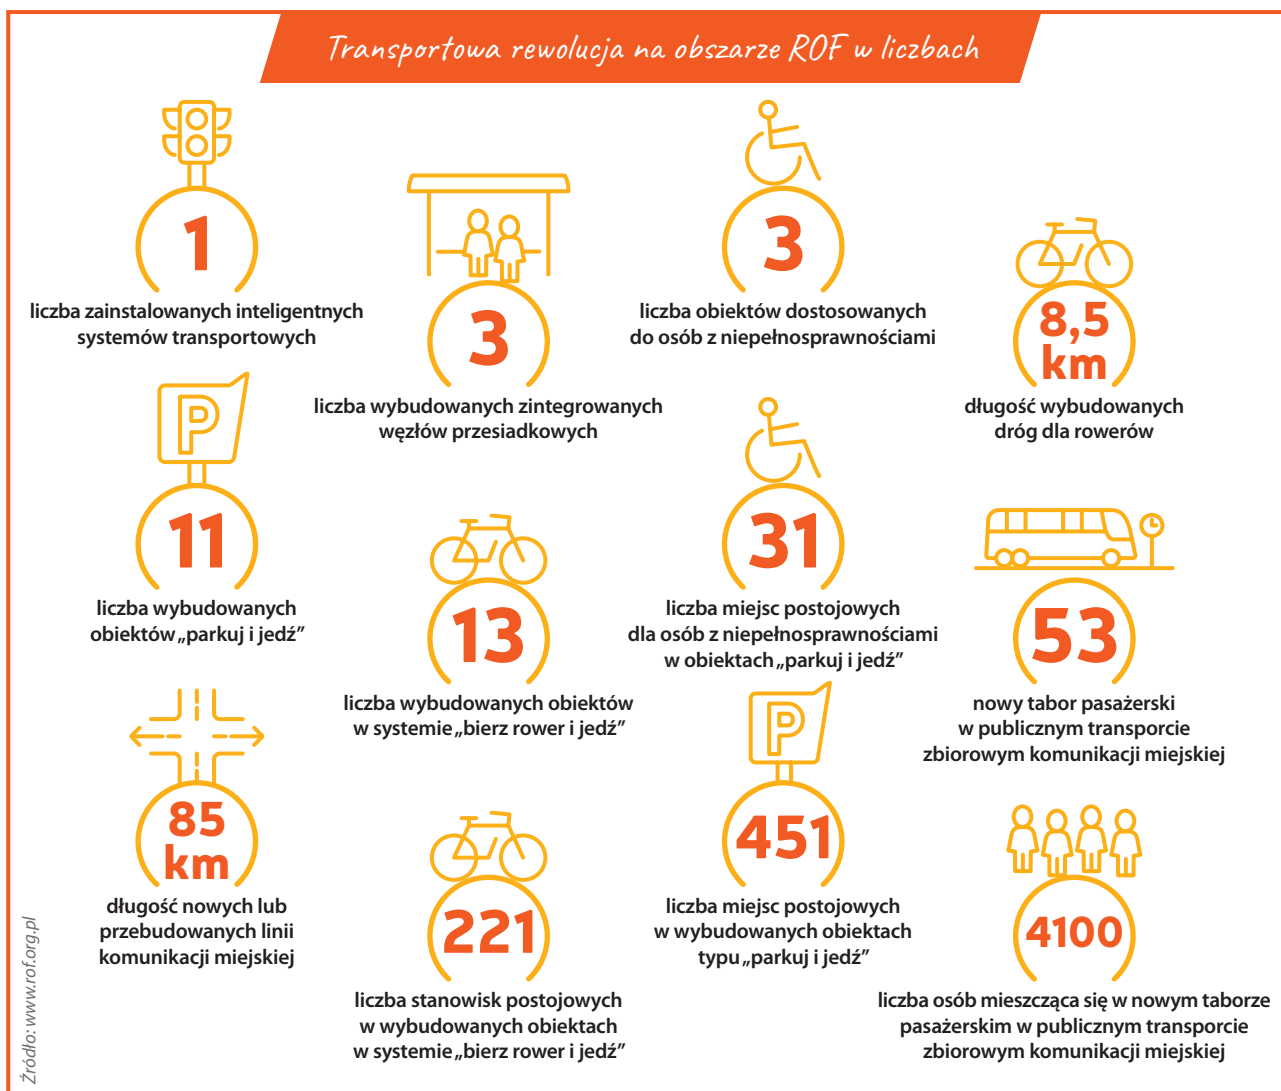 Transportowa rewolucja na obszarze ROF w liczbach
1
liczba zainstalowanych inteligentnych
systemów transportowych
3
liczba wybudowanych zintegrowanych
węzłów przesiadkowych
3
liczba obiektów dostosowanych
do osób z niepełnosprawnościami
8,5
km
długość wybudowanych
dróg dla rowerów
P
11
liczba wybudowanych
obiektów „parkuj i jedź”
13
liczba wybudowanych obiektów
w systemie „bierz rower i jedź”
31
liczba miejsc postojowych
dla osób z niepełnosprawnościami
w obiektach „parkuj i jedź”
53
nowy tabor pasażerski
w publicznym transporcie
zbiorowym komunikacji miejskiej
85
km
długość nowych lub
przebudowanych linii
komunikacji miejskiej
221
liczba stanowisk postojowych
w wybudowanych obiektach
w systemie „bierz rower i jedź”
P
451
liczba miejsc postojowych
w wybudowanych obiektach
typu „parkuj i jedź”
4100
liczba osób mieszcząca się w nowym taborze
pasażerskim w publicznym transporcie
zbiorowym komunikacji miejskiej
Źródło: www.rof.org.pl